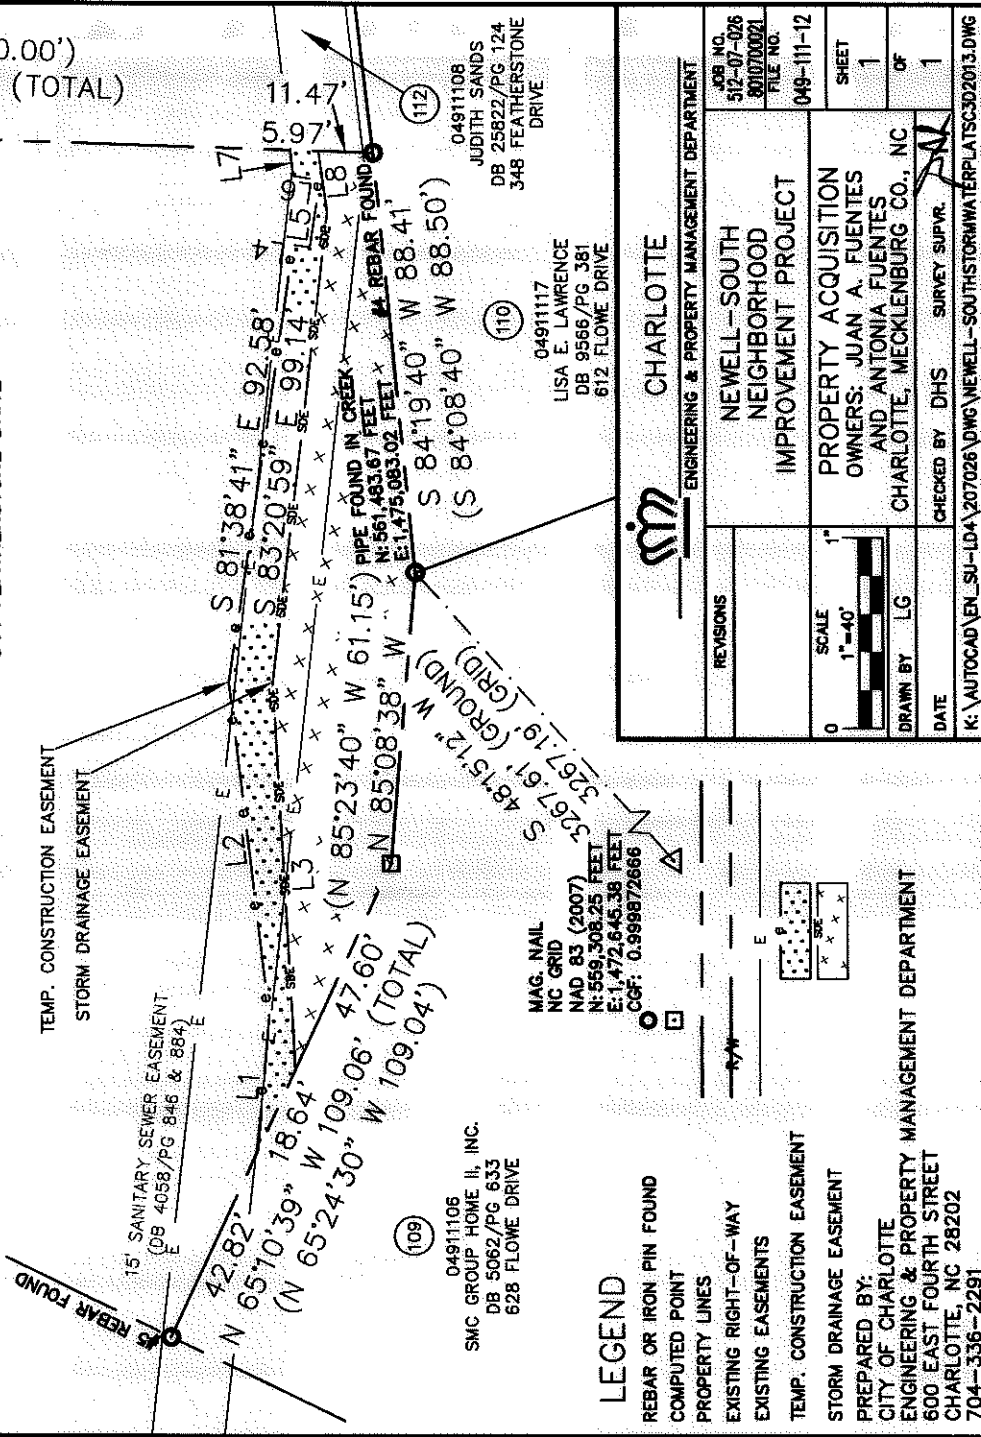 0.00')
(TOTAL)
11.47'
5.97'
L7
L8
L5
6
4
112
04911108
JUDITH SANDS
DB 25822/PG 124
348 FEATHERSTONE
DRIVE
TEMP. CONSTRUCTION EASEMENT
STORM DRAINAGE EASEMENT
S 81°38'41" E 92.58'
S 83°20'59" E 99.14'
#4 REBAR FOUND
PIPE FOUND IN CREEK
N: 561,483.67 FEET
E: 1,475,083.02 FEET
S 84°19'40" W 88.41'
(S 84°08'40" W 88.50')
110
04911117
LISA E. LAWRENCE
DB 9566/PG 381
612 FLOWE DRIVE
15' SANITARY SEWER EASEMENT
(DB 4058/PG 846 & 884)
#5 REBAR FOUND
L1
L2
L3
(N 85°23'40" W 61.15')
N 85°08'38" W
42.82'
18.64'
47.60'
N 65°10'39" W 109.06' (TOTAL)
(N 65°24'30" W 109.04')
S 48°15'12" W
3267.61' (GROUND)
3267.19' (GRID)
109
04911106
SMC GROUP HOME II, INC.
DB 5062/PG 633
628 FLOWE DRIVE
MAG. NAIL
NC GRID
NAD 83 (2007)
N: 559,308.25 FEET
E: 1,472,645.38 FEET
CGF: 0.999872666
LEGEND
REBAR OR IRON PIN FOUND
COMPUTED POINT
PROPERTY LINES
EXISTING RIGHT-OF-WAY
R/W
EXISTING EASEMENTS
E
TEMP. CONSTRUCTION EASEMENT
e
STORM DRAINAGE EASEMENT
SDE
PREPARED BY:
CITY OF CHARLOTTE
ENGINEERING & PROPERTY MANAGEMENT DEPARTMENT
600 EAST FOURTH STREET
CHARLOTTE, NC 28202
704-336-2291
CHARLOTTE
ENGINEERING & PROPERTY MANAGEMENT DEPARTMENT
REVISIONS
NEWELL-SOUTH
NEIGHBORHOOD
IMPROVEMENT PROJECT
JOB NO.
512-07-026
8010700021
FILE NO.
049-111-12
SCALE
1"=40'
0
1"
PROPERTY ACQUISITION
OWNERS: JUAN A. FUENTES
AND ANTONIA FUENTES
CHARLOTTE, MECKLENBURG CO., NC
SHEET
1
OF
1
DRAWN BY LG
DATE
CHECKED BY DHS
SURVEY SUPVR.
K:\AUTOCAD\EN_SU-LD4\207026\DWG\NEWELL-SOUTHSTORMWATERPLATSC3D2013.DWG